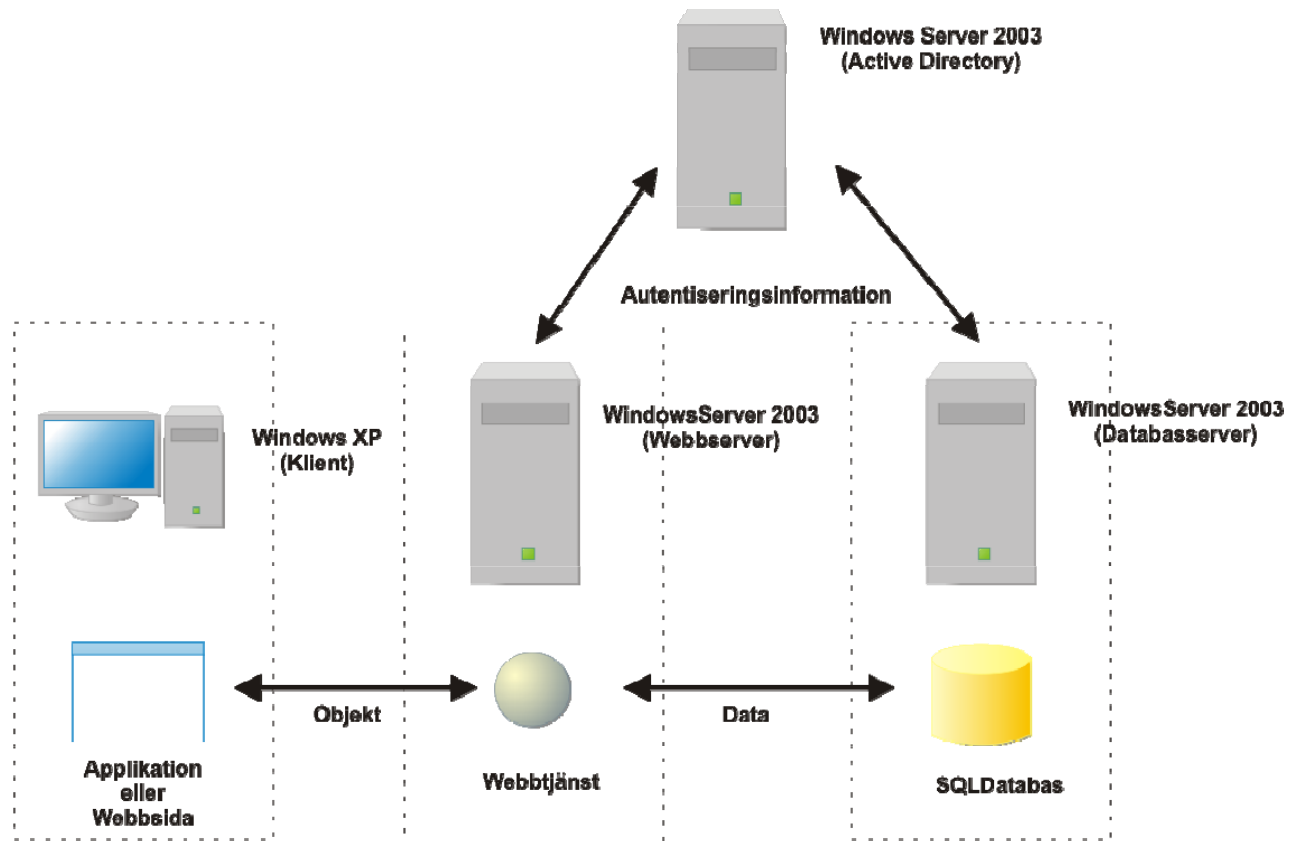 Windows Server 2003
(Active Directory)
Autentiseringsinformation
Windows XP
(Klient)
WindowsServer 2003
(Webbserver)
WindowsServer 2003
(Databasserver)
Objekt
Data
Applikation
eller
Webbsida
Webbtjänst
SQLDatabas